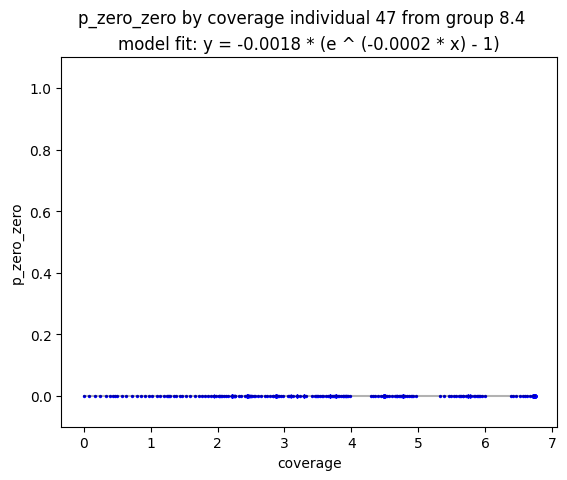 p_zero_zero by coverage individual 47 from group 8.4
model fit: y = -0.0018 * (e ^ (-0.0002 * x) - 1)
1.0
0.8
0.6
0.4
0.2
0.0
p_zero_zero
0 1 2 3 4 5 6 7
coverage